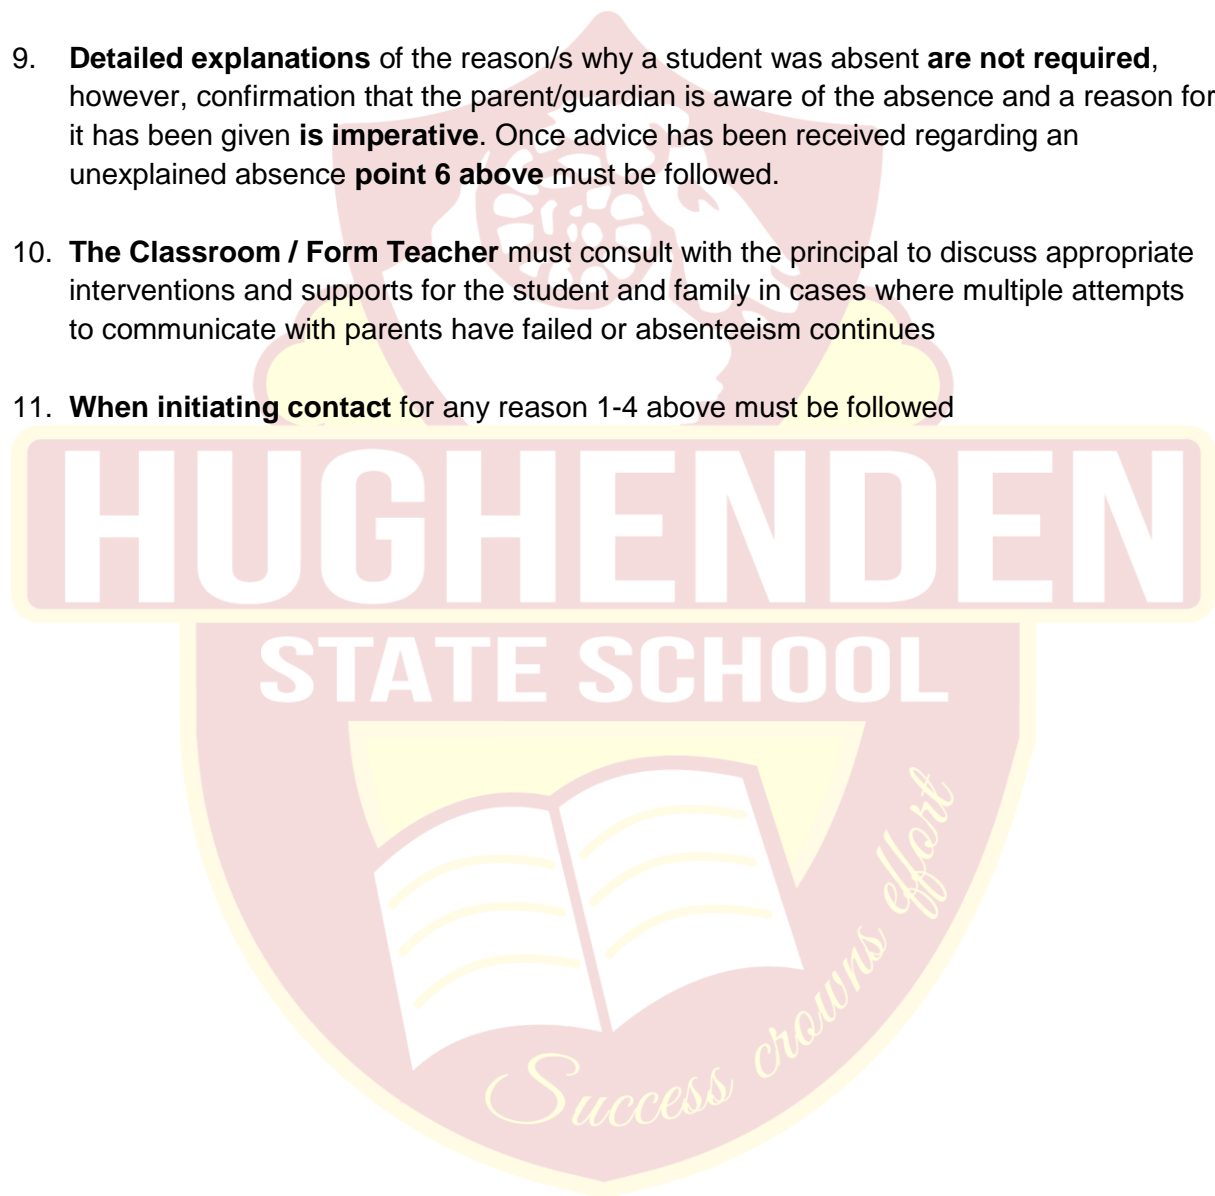 9. Detailed explanations of the reason/s why a student was absent are not required,
however, confirmation that the parent/guardian is aware of the absence and a reason for
it has been given is imperative. Once advice has been received regarding an
unexplained absence point 6 above must be followed.
10. The Classroom / Form Teacher must consult with the principal to discuss appropriate
interventions and supports for the student and family in cases where multiple attempts
to communicate with parents have failed or absenteeism continues
11. When initiating contact for any reason 1-4 above must be followed
HUGHENDEN
STATE SCHOOL
Success crowns effort